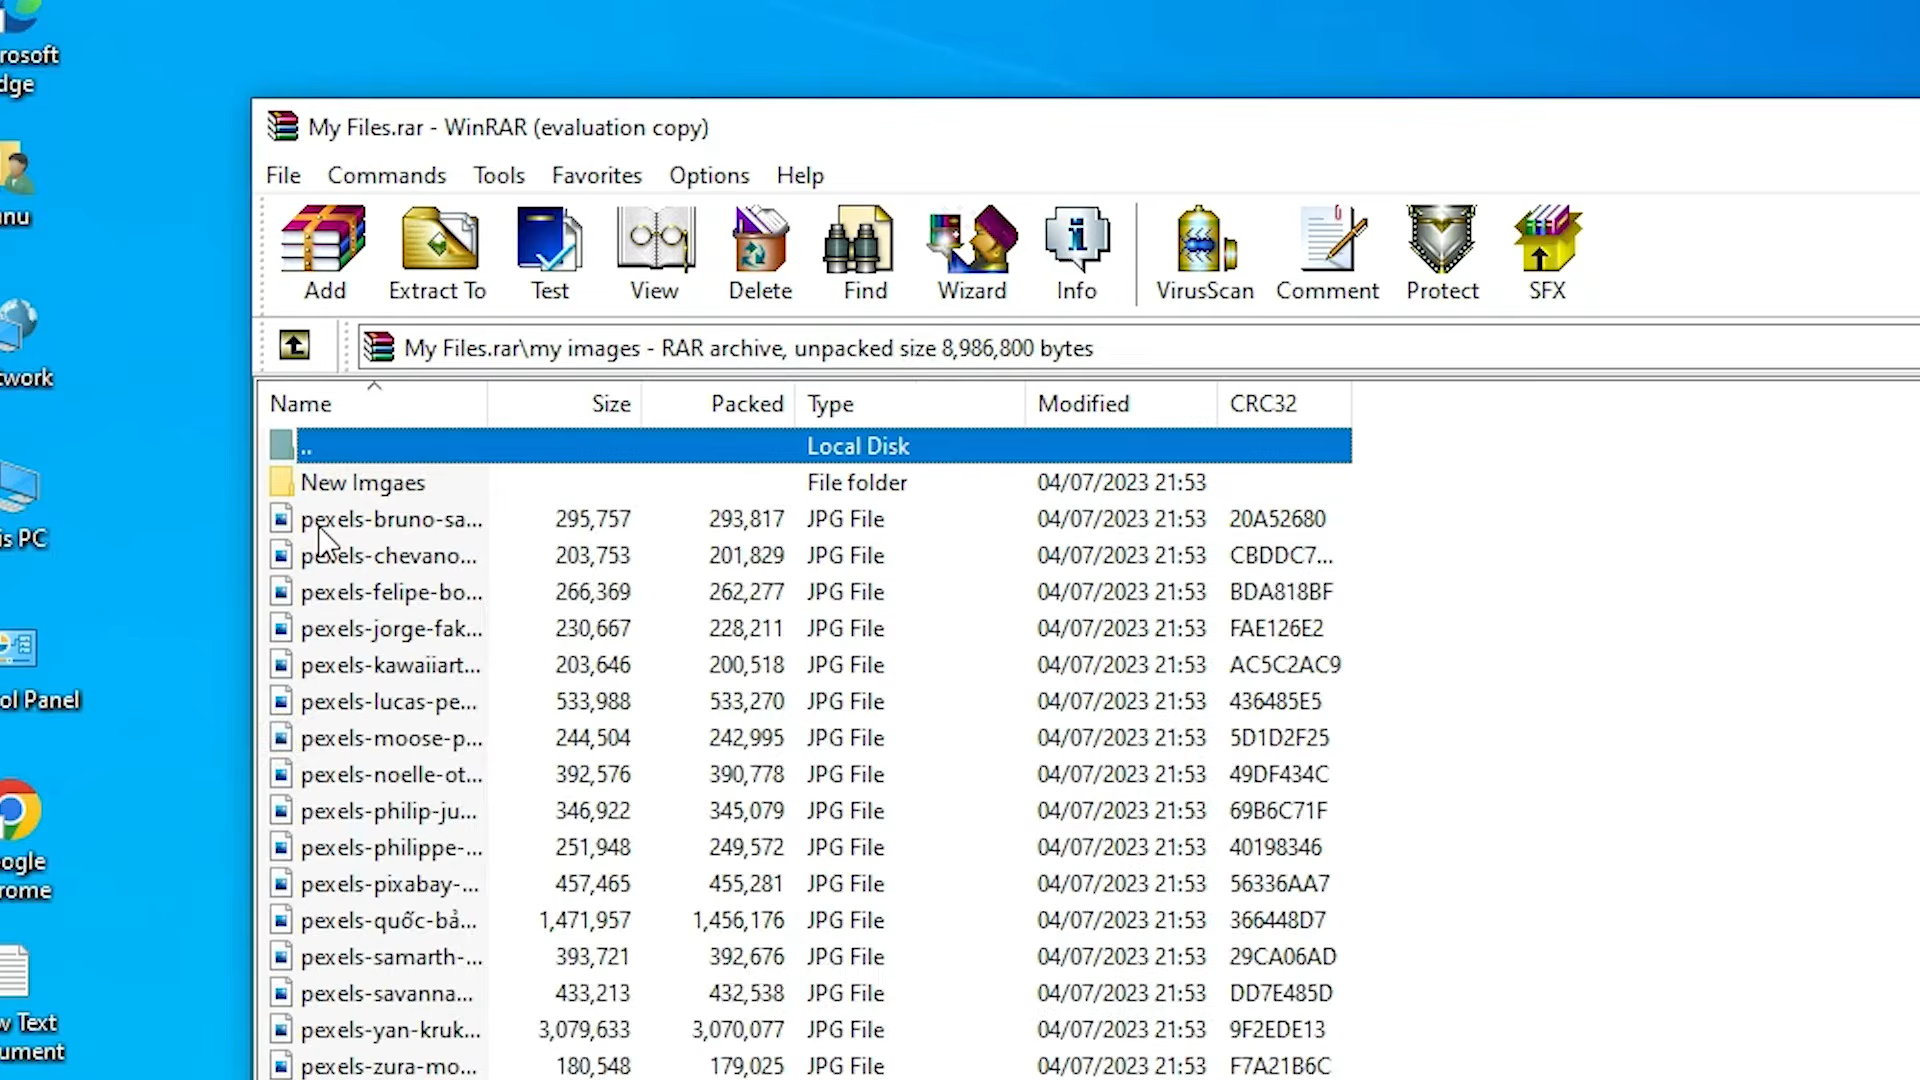 rosoft
dge
nu
twork
is PC
ol Panel
ogle
rome
w Text
ument
My Files.rar - WinRAR (evaluation copy)
File Commands Tools Favorites Options Help
Add Extract To Test View Delete Find Wizard Info VirusScan Comment Protect SFX
My Files.rar\my images - RAR archive, unpacked size 8,986,800 bytes
Name Size Packed Type Modified CRC32
.. Local Disk
New Imgaes File folder 04/07/2023 21:53
pexels-bruno-sa... 295,757 293,817 JPG File 04/07/2023 21:53 20A52680
pexels-chevano... 203,753 201,829 JPG File 04/07/2023 21:53 CBDDC7...
pexels-felipe-bo... 266,369 262,277 JPG File 04/07/2023 21:53 BDA818BF
pexels-jorge-fak... 230,667 228,211 JPG File 04/07/2023 21:53 FAE126E2
pexels-kawaiiart... 203,646 200,518 JPG File 04/07/2023 21:53 AC5C2AC9
pexels-lucas-pe... 533,988 533,270 JPG File 04/07/2023 21:53 436485E5
pexels-moose-p... 244,504 242,995 JPG File 04/07/2023 21:53 5D1D2F25
pexels-noelle-ot... 392,576 390,778 JPG File 04/07/2023 21:53 49DF434C
pexels-philip-ju... 346,922 345,079 JPG File 04/07/2023 21:53 69B6C71F
pexels-philippe-... 251,948 249,572 JPG File 04/07/2023 21:53 40198346
pexels-pixabay-... 457,465 455,281 JPG File 04/07/2023 21:53 56336AA7
pexels-quốc-bả... 1,471,957 1,456,176 JPG File 04/07/2023 21:53 366448D7
pexels-samarth-... 393,721 392,676 JPG File 04/07/2023 21:53 29CA06AD
pexels-savanna... 433,213 432,538 JPG File 04/07/2023 21:53 DD7E485D
pexels-yan-kruk... 3,079,633 3,070,077 JPG File 04/07/2023 21:53 9F2EDE13
pexels-zura-mo... 180,548 179,025 JPG File 04/07/2023 21:53 F7A21B6C